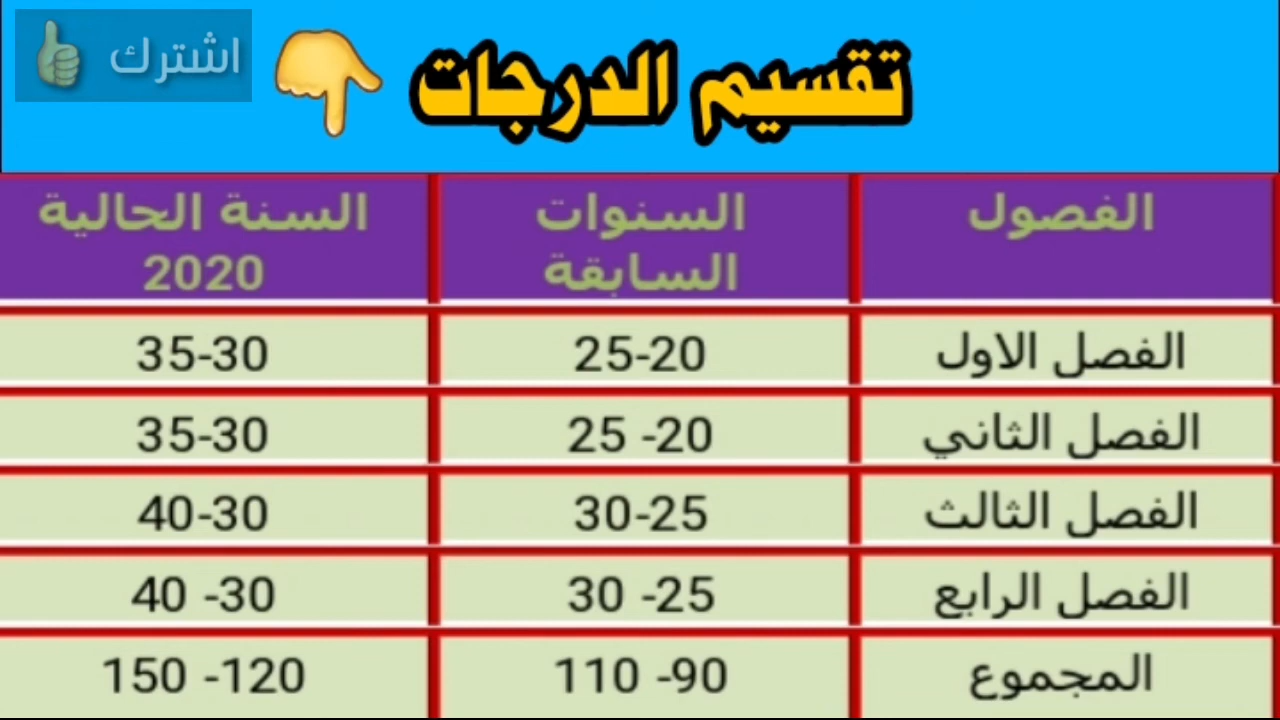 تقسيم الدرجات
اشترك
الفصول السنوات السابقة السنة الحالية 2020
الفصل الاول 25-20 35-30
الفصل الثاني 25 -20 35-30
الفصل الثالث 30-25 40-30
الفصل الرابع 30 -25 40 -30
المجموع 110 -90 150 -120